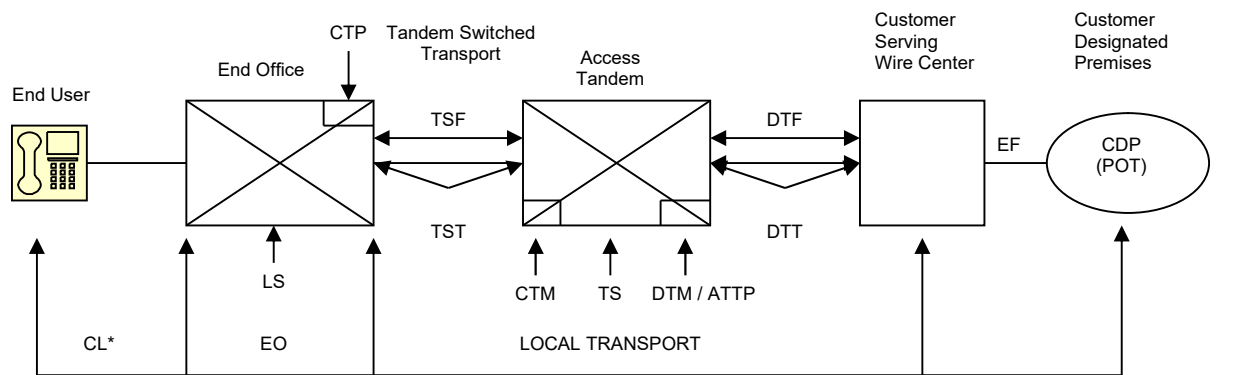 Customer
Serving
Wire Center
Customer
Designated
Premises
CTP
Tandem Switched
Transport
Access
Tandem
End Office
End User
TSF
DTF
EF
CDP
(POT)
TST
DTT
LS
CTM
TS
DTM / ATTP
CL*
EO
LOCAL TRANSPORT